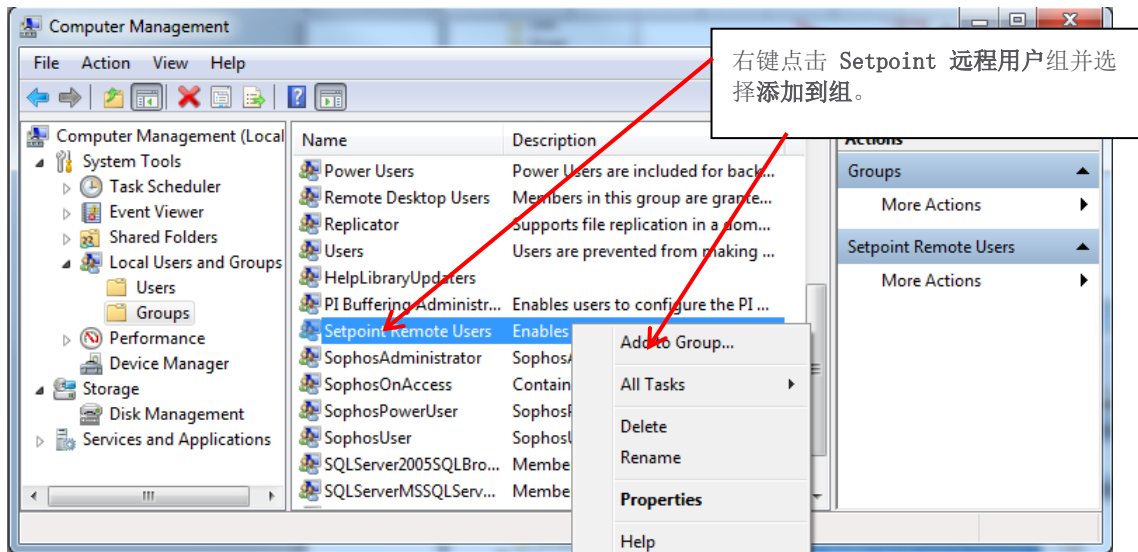 Computer Management
File Action View Help
右键点击 Setpoint 远程用户组并选
择添加到组。
Computer Management (Local
System Tools
Task Scheduler
Event Viewer
Shared Folders
Local Users and Groups
Users
Groups
Performance
Device Manager
Storage
Disk Management
Services and Applications
Name Description
Power Users Power Users are included for back...
Remote Desktop Users Members in this group are grante...
Replicator Supports file replication in a dom...
Users Users are prevented from making ...
HelpLibraryUpdaters
PI Buffering Administr... Enables users to configure the PI ...
Setpoint Remote Users Enables
SophosAdministrator SophosA
SophosOnAccess Contain
SophosPowerUser Sophos
SophosUser Sophos
SQLServer2005SQLBro... Membe
SQLServerMSSQLServ... Membe
Add to Group...
All Tasks
Delete
Rename
Properties
Help
Actions
Groups
More Actions
Setpoint Remote Users
More Actions